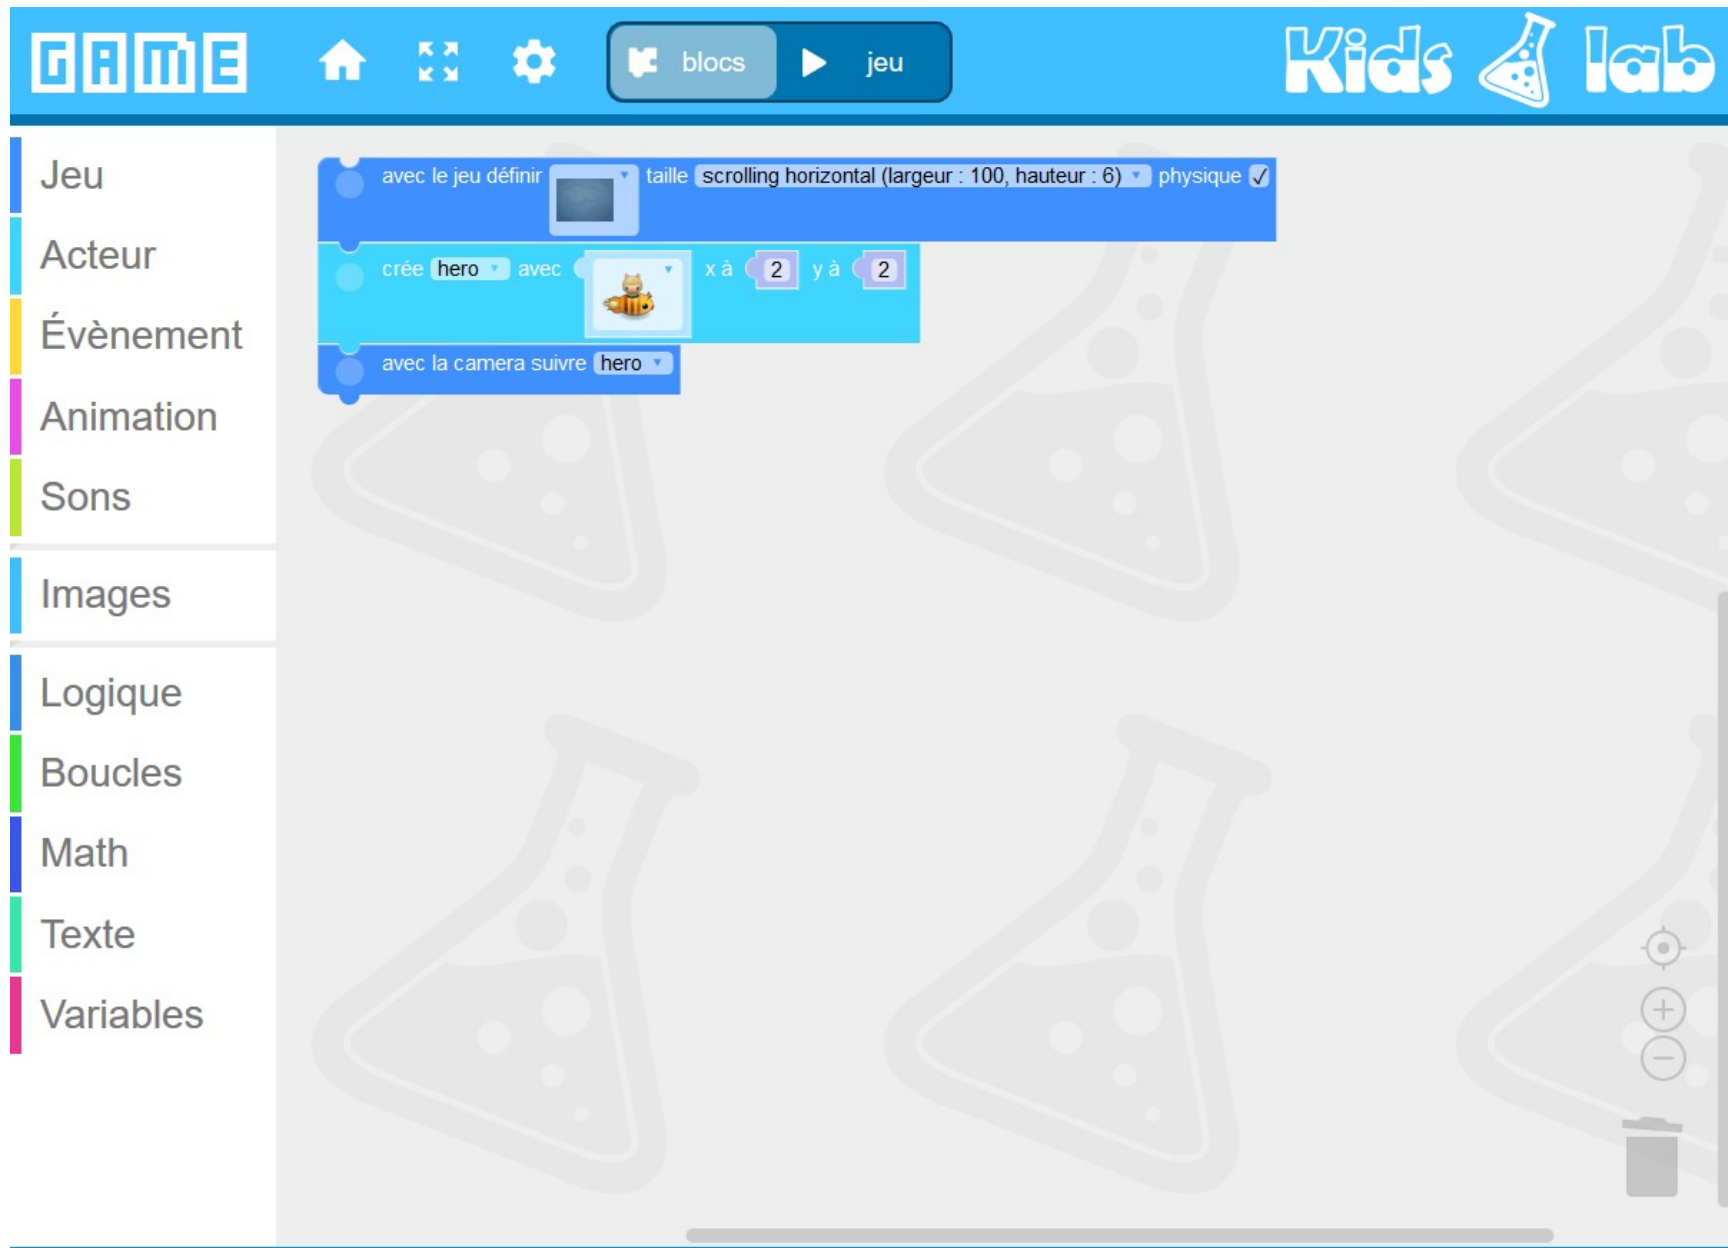 GAME blocs jeu Kids lab
Jeu
Acteur
Évènement
Animation
Sons
Images
Logique
Boucles
Math
Texte
Variables
avec le jeu définir taille scrolling horizontal (largeur : 100, hauteur : 6) physique
crée hero avec x à 2 y à 2
avec la camera suivre hero